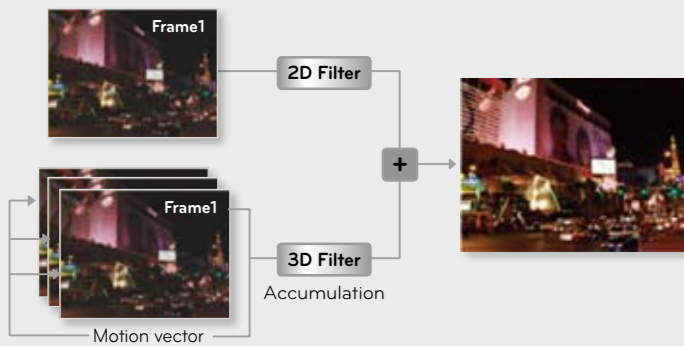 Frame1
2D Filter
+
Frame1
3D Filter
Accumulation
Motion vector